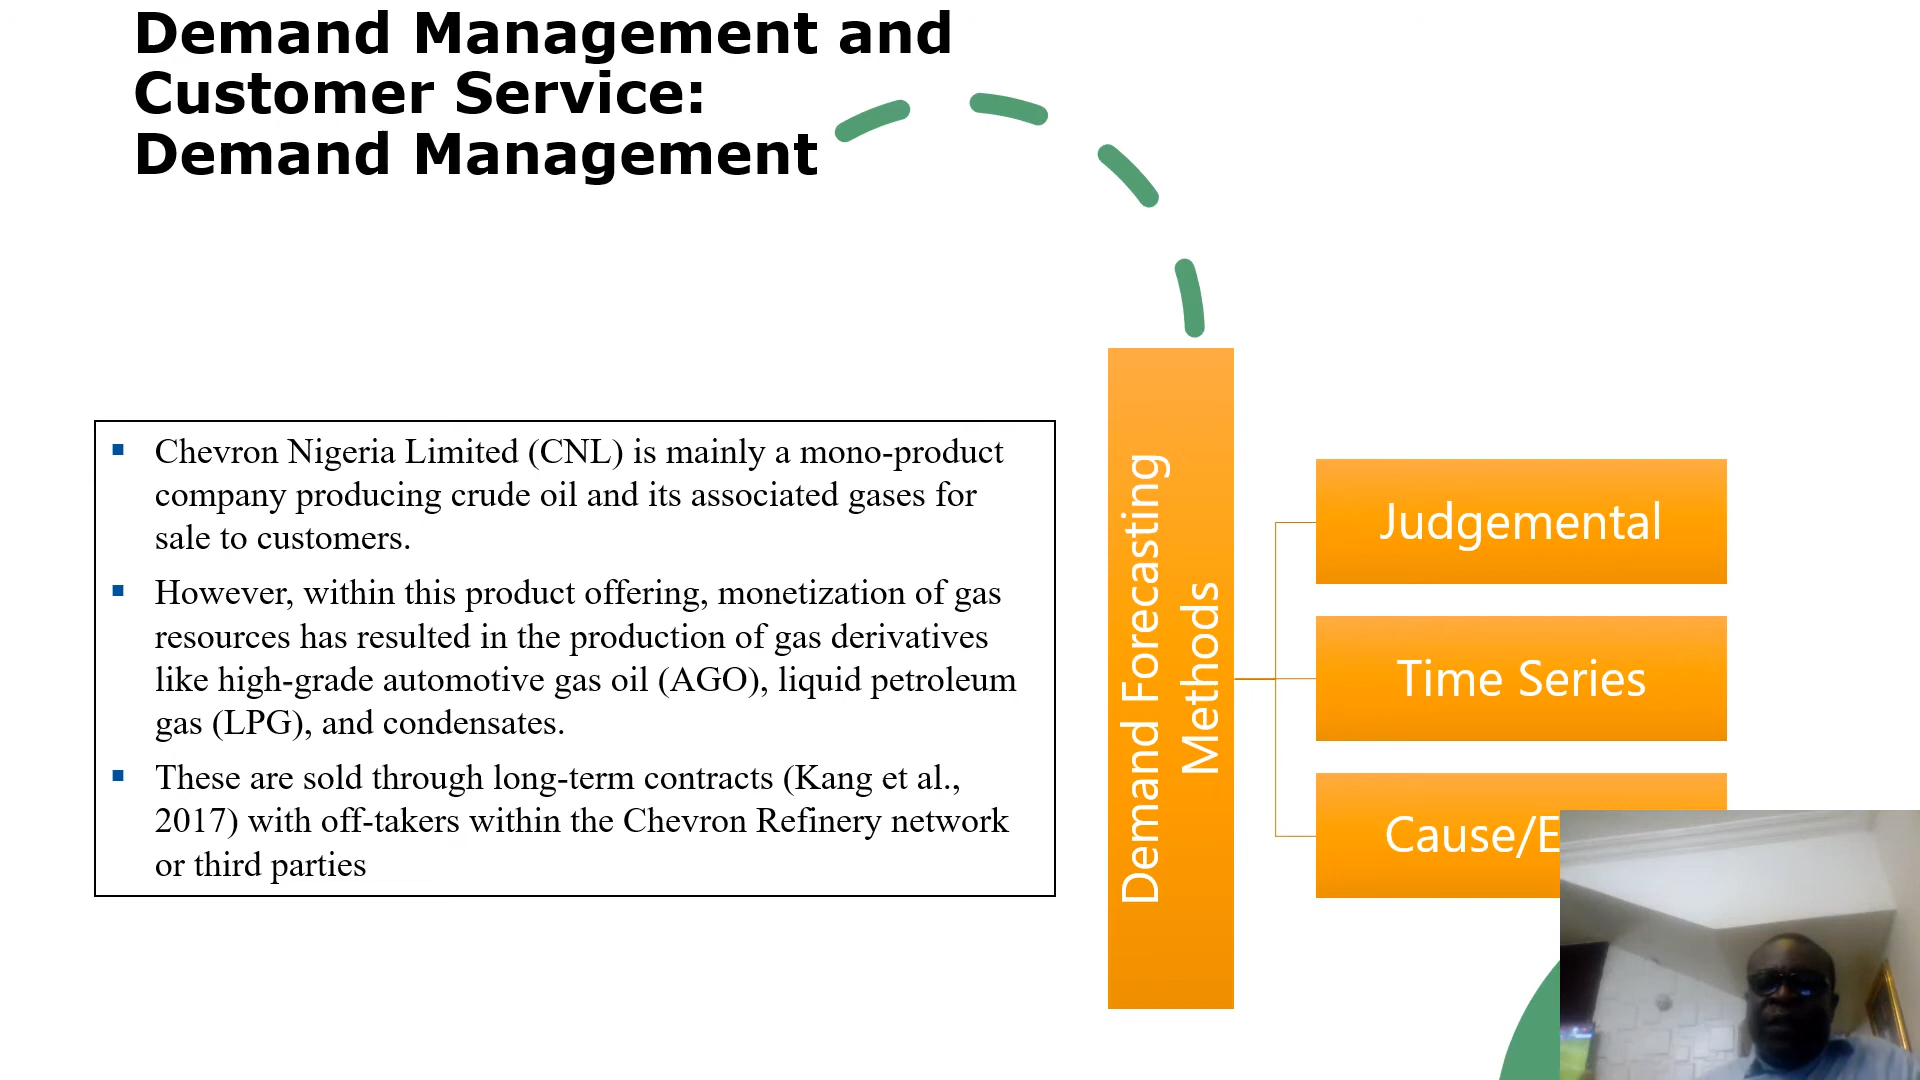 Demand Management and
Customer Service:
Demand Management
▪ Chevron Nigeria Limited (CNL) is mainly a mono-product
company producing crude oil and its associated gases for
sale to customers.
▪ However, within this product offering, monetization of gas
resources has resulted in the production of gas derivatives
like high-grade automotive gas oil (AGO), liquid petroleum
gas (LPG), and condensates.
▪ These are sold through long-term contracts (Kang et al.,
2017) with off-takers within the Chevron Refinery network
or third parties
Demand Forecasting
Methods
Judgemental
Time Series
Cause/E